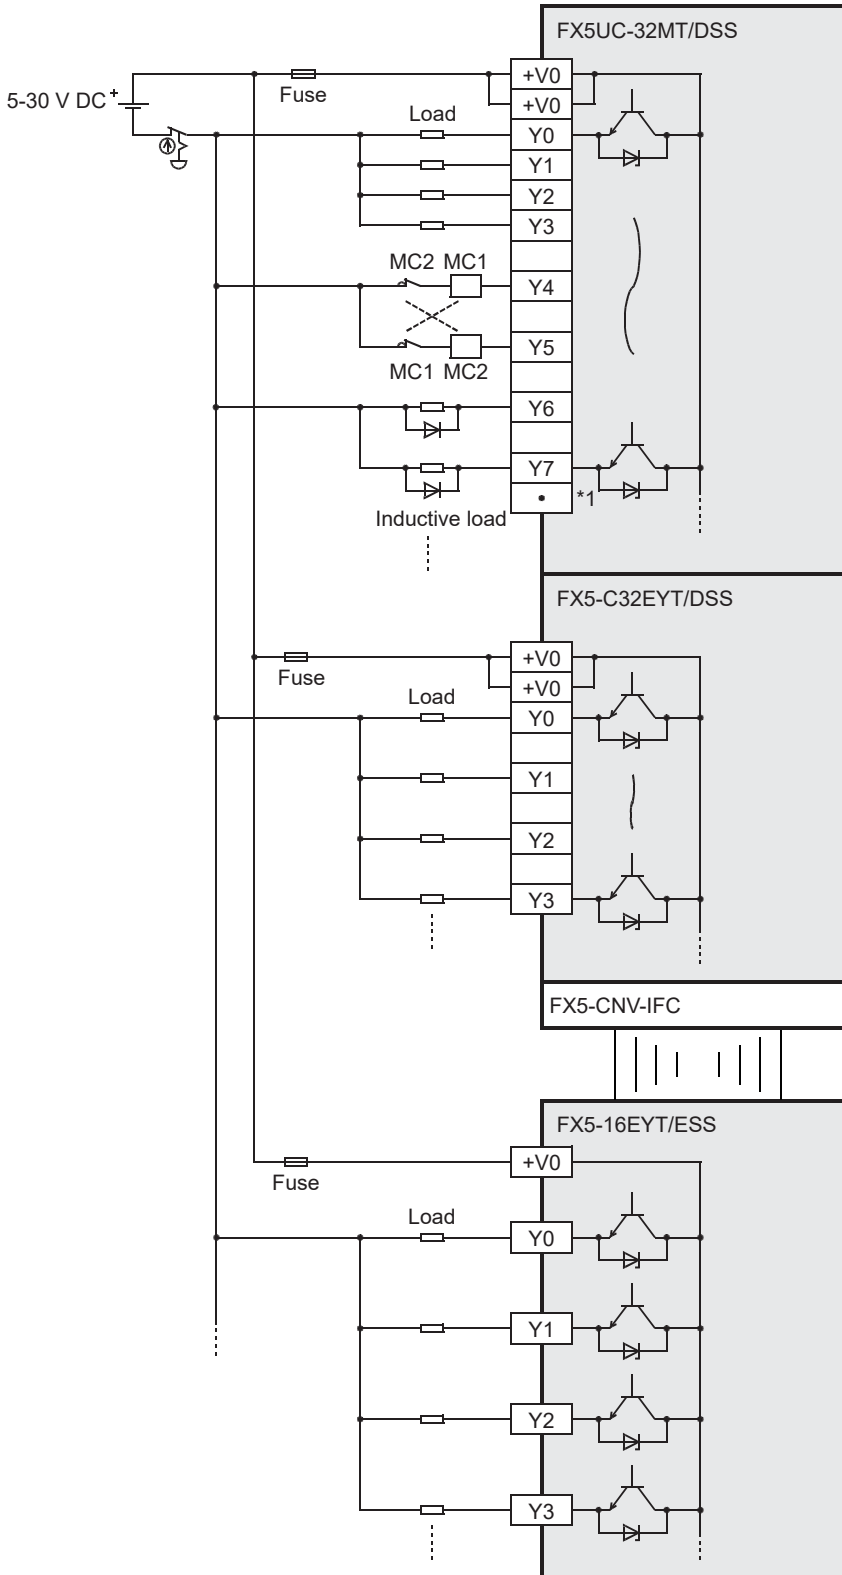 FX5UC-32MT/DSS
+V0
Fuse
5-30 V DC +
+V0
Load
Y0
Y1
Y2
Y3
MC2 MC1
Y4
Y5
MC1 MC2
Y6
Y7
• *1
Inductive load
FX5-C32EYT/DSS
+V0
Fuse
+V0
Load
Y0
Y1
Y2
Y3
FX5-CNV-IFC
FX5-16EYT/ESS
+V0
Fuse
Load
Y0
Y1
Y2
Y3